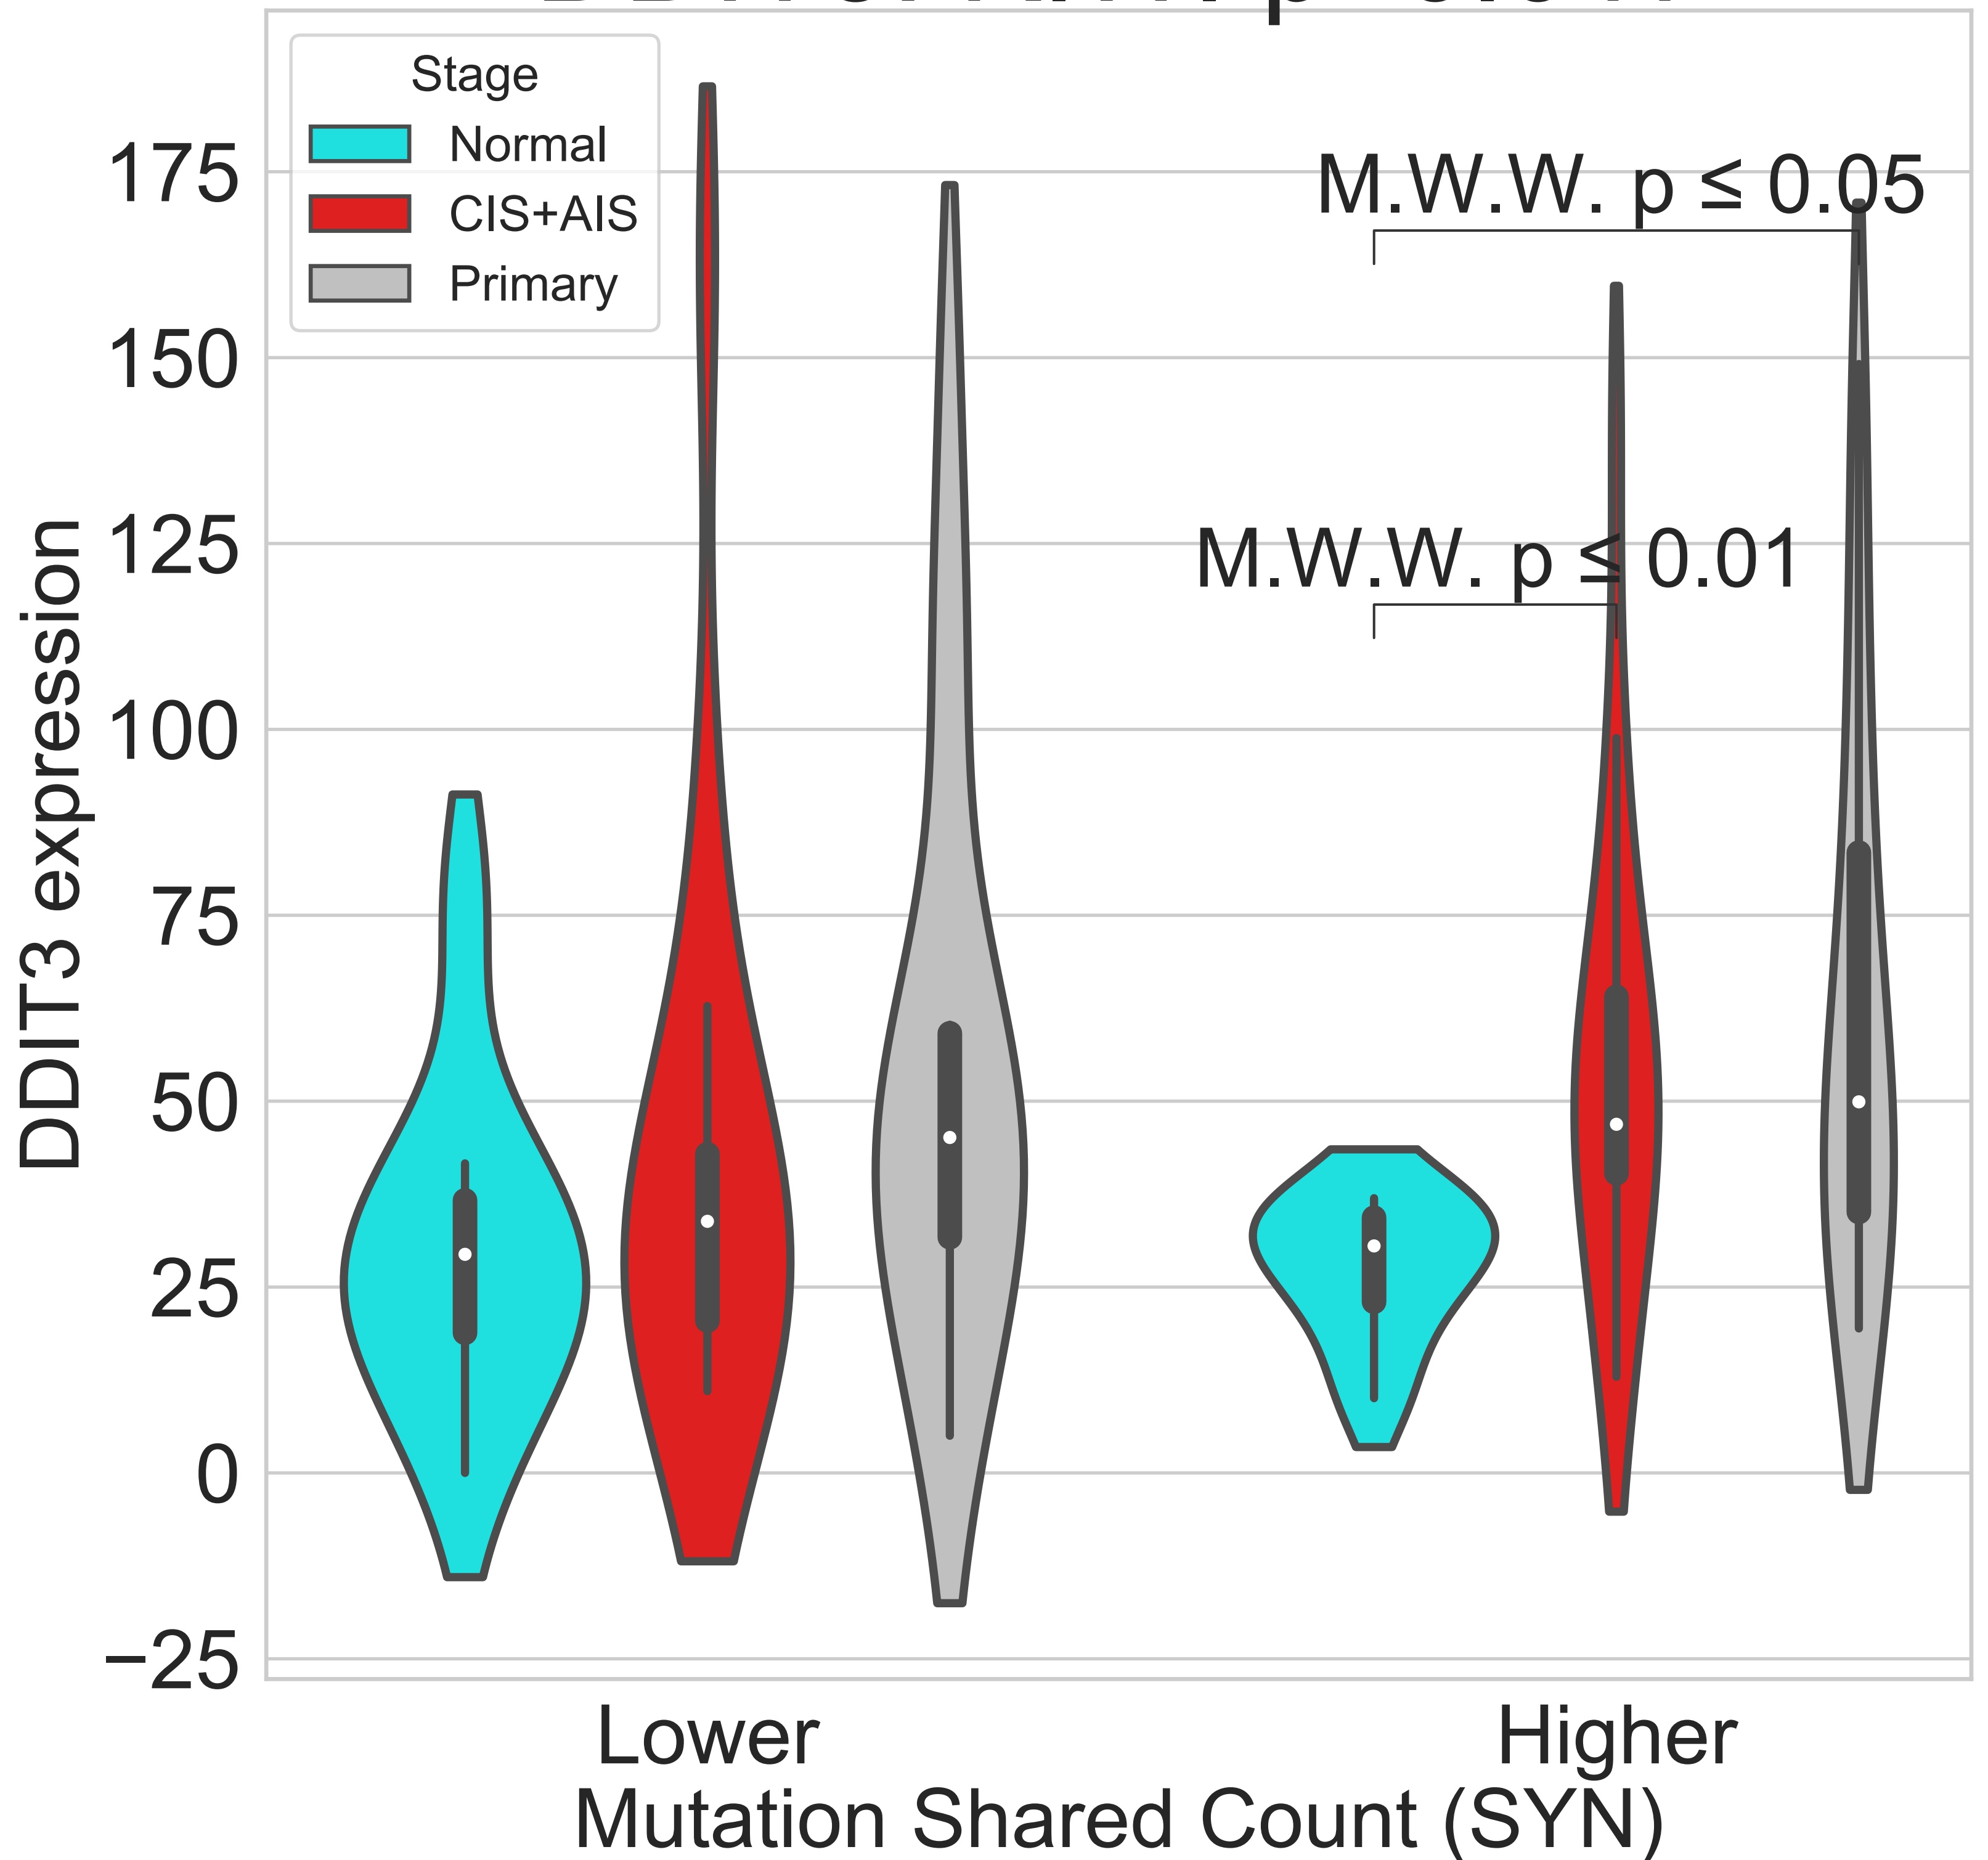 Stage
Normal
CIS+AIS
Primary
M.W.W. p ≤ 0.05
M.W.W. p ≤ 0.01
175
150
125
100
75
50
25
0
−25
DDIT3 expression
Lower
Higher
Mutation Shared Count (SYN)